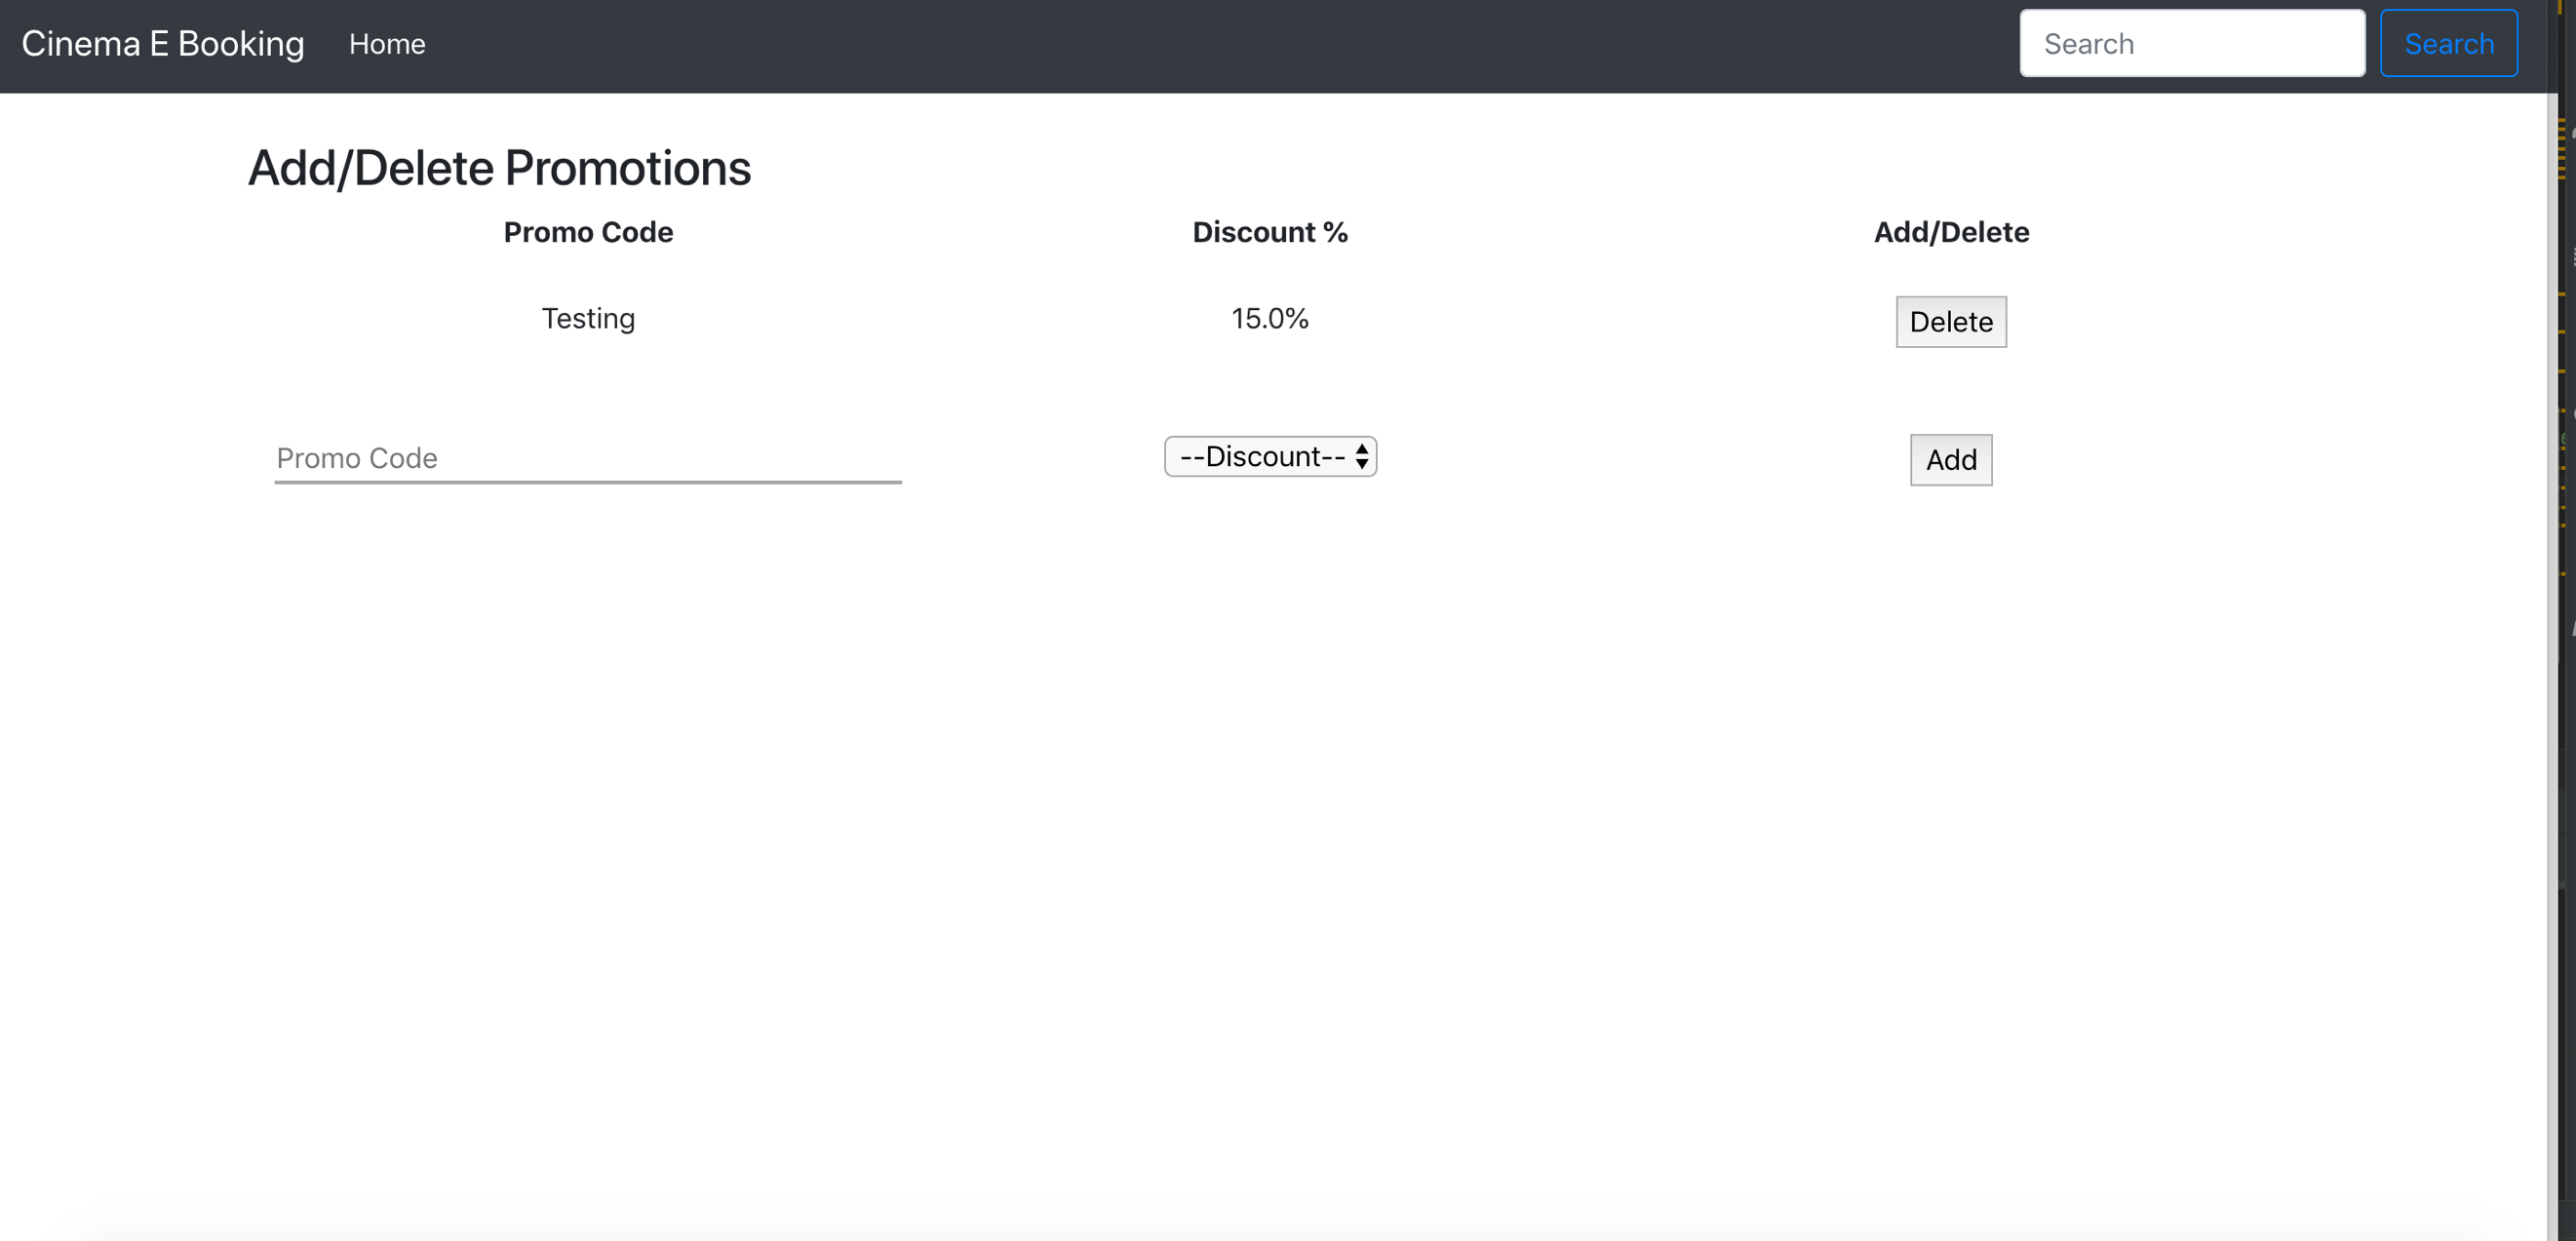 Cinema E Booking Home Search Search
Add/Delete Promotions
Promo Code Discount % Add/Delete
Testing 15.0% Delete
Promo Code --Discount-- Add